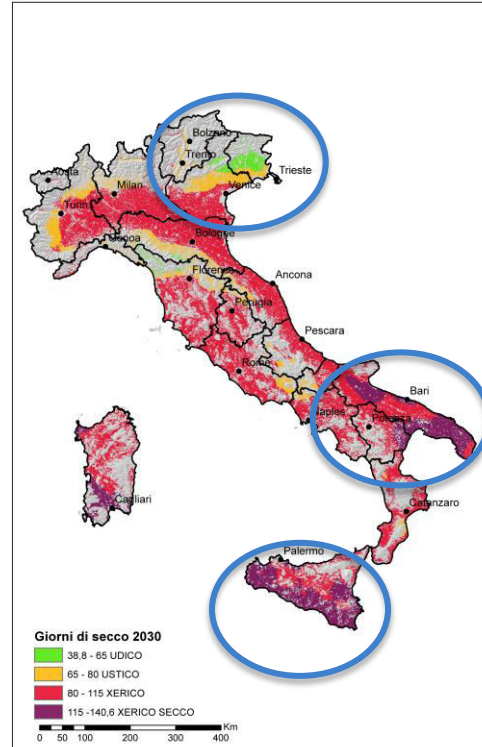 Bolzano
Trento
Aosta
Trieste
Milan
Venice
Turin
Genoa
Bologna
Florence
Ancona
Perugia
Pescara
Rome
Bari
Naples
Potenza
Cagliari
Catanzaro
Palermo
Giorni di secco 2030
38,8 - 65 UDICO
65 - 80 USTICO
80 - 115 XERICO
115 -140,6 XERICO SECCO
Km
0 50 100 200 300 400